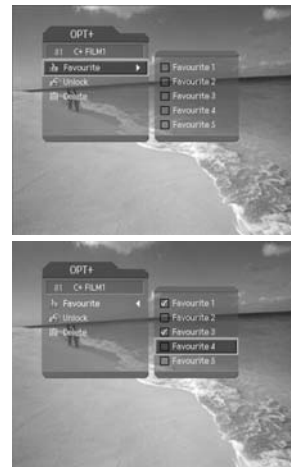 OPT+
01 C+ FILM1
Favourite
Unlock
Delete
Favourite 1
Favourite 2
Favourite 3
Favourite 4
Favourite 5
OPT+
01 C+ FILM1
Favourite
Unlock
Delete
Favourite 1
Favourite 2
Favourite 3
Favourite 4
Favourite 5